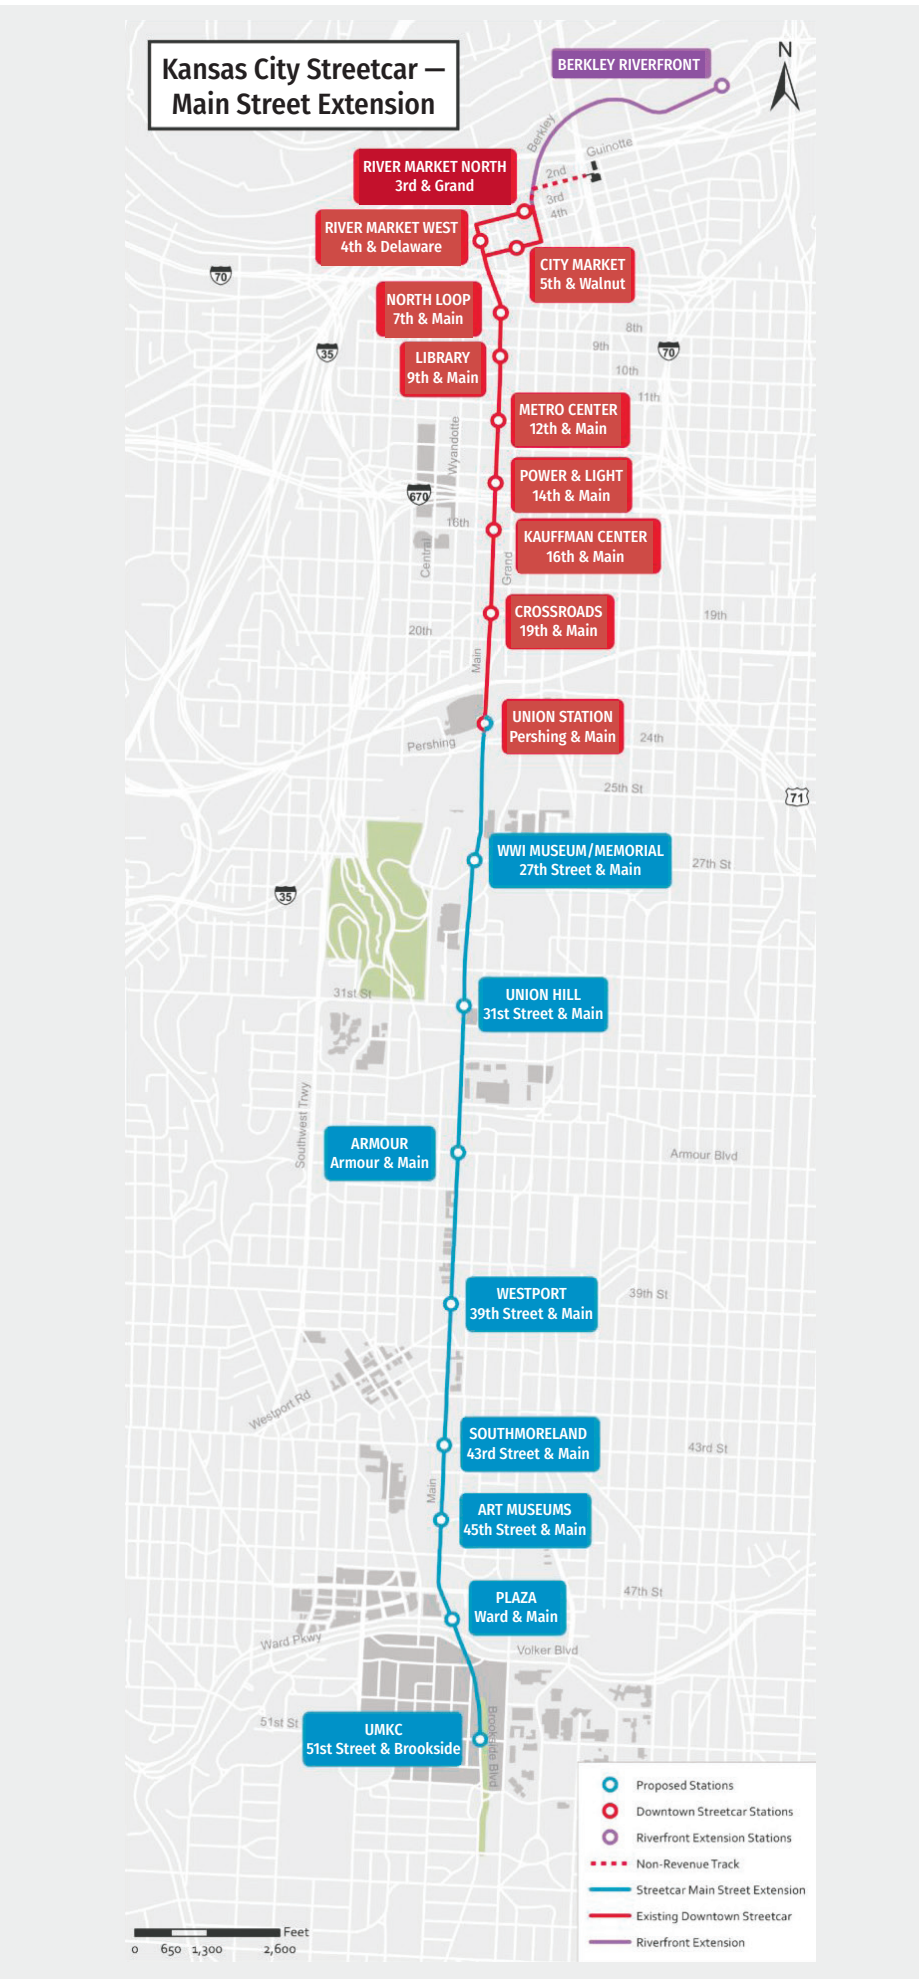 Kansas City Streetcar —
Main Street Extension
N
BERKLEY RIVERFRONT
Berkley
Guinotte
2nd
3rd
4th
RIVER MARKET NORTH
3rd & Grand
RIVER MARKET WEST
4th & Delaware
CITY MARKET
5th & Walnut
70
NORTH LOOP
7th & Main
8th
9th
35
70
LIBRARY
9th & Main
10th
11th
METRO CENTER
12th & Main
Wyandotte
POWER & LIGHT
14th & Main
670
16th
KAUFFMAN CENTER
16th & Main
Central
Grand
CROSSROADS
19th & Main
19th
20th
Main
UNION STATION
Pershing & Main
Pershing
24th
25th St
71
WWI MUSEUM/MEMORIAL
27th Street & Main
27th St
35
31st St
UNION HILL
31st Street & Main
Southwest Trwy
ARMOUR
Armour & Main
Armour Blvd
WESTPORT
39th Street & Main
39th St
Westport Rd
SOUTHMORELAND
43rd Street & Main
43rd St
Main
ART MUSEUMS
45th Street & Main
47th St
PLAZA
Ward & Main
Ward Pkwy
Volker Blvd
51st St
UMKC
51st Street & Brookside
Brookside Blvd
Proposed Stations
Downtown Streetcar Stations
Riverfront Extension Stations
Non-Revenue Track
Streetcar Main Street Extension
Existing Downtown Streetcar
Riverfront Extension
Feet
0 650 1,300 2,600